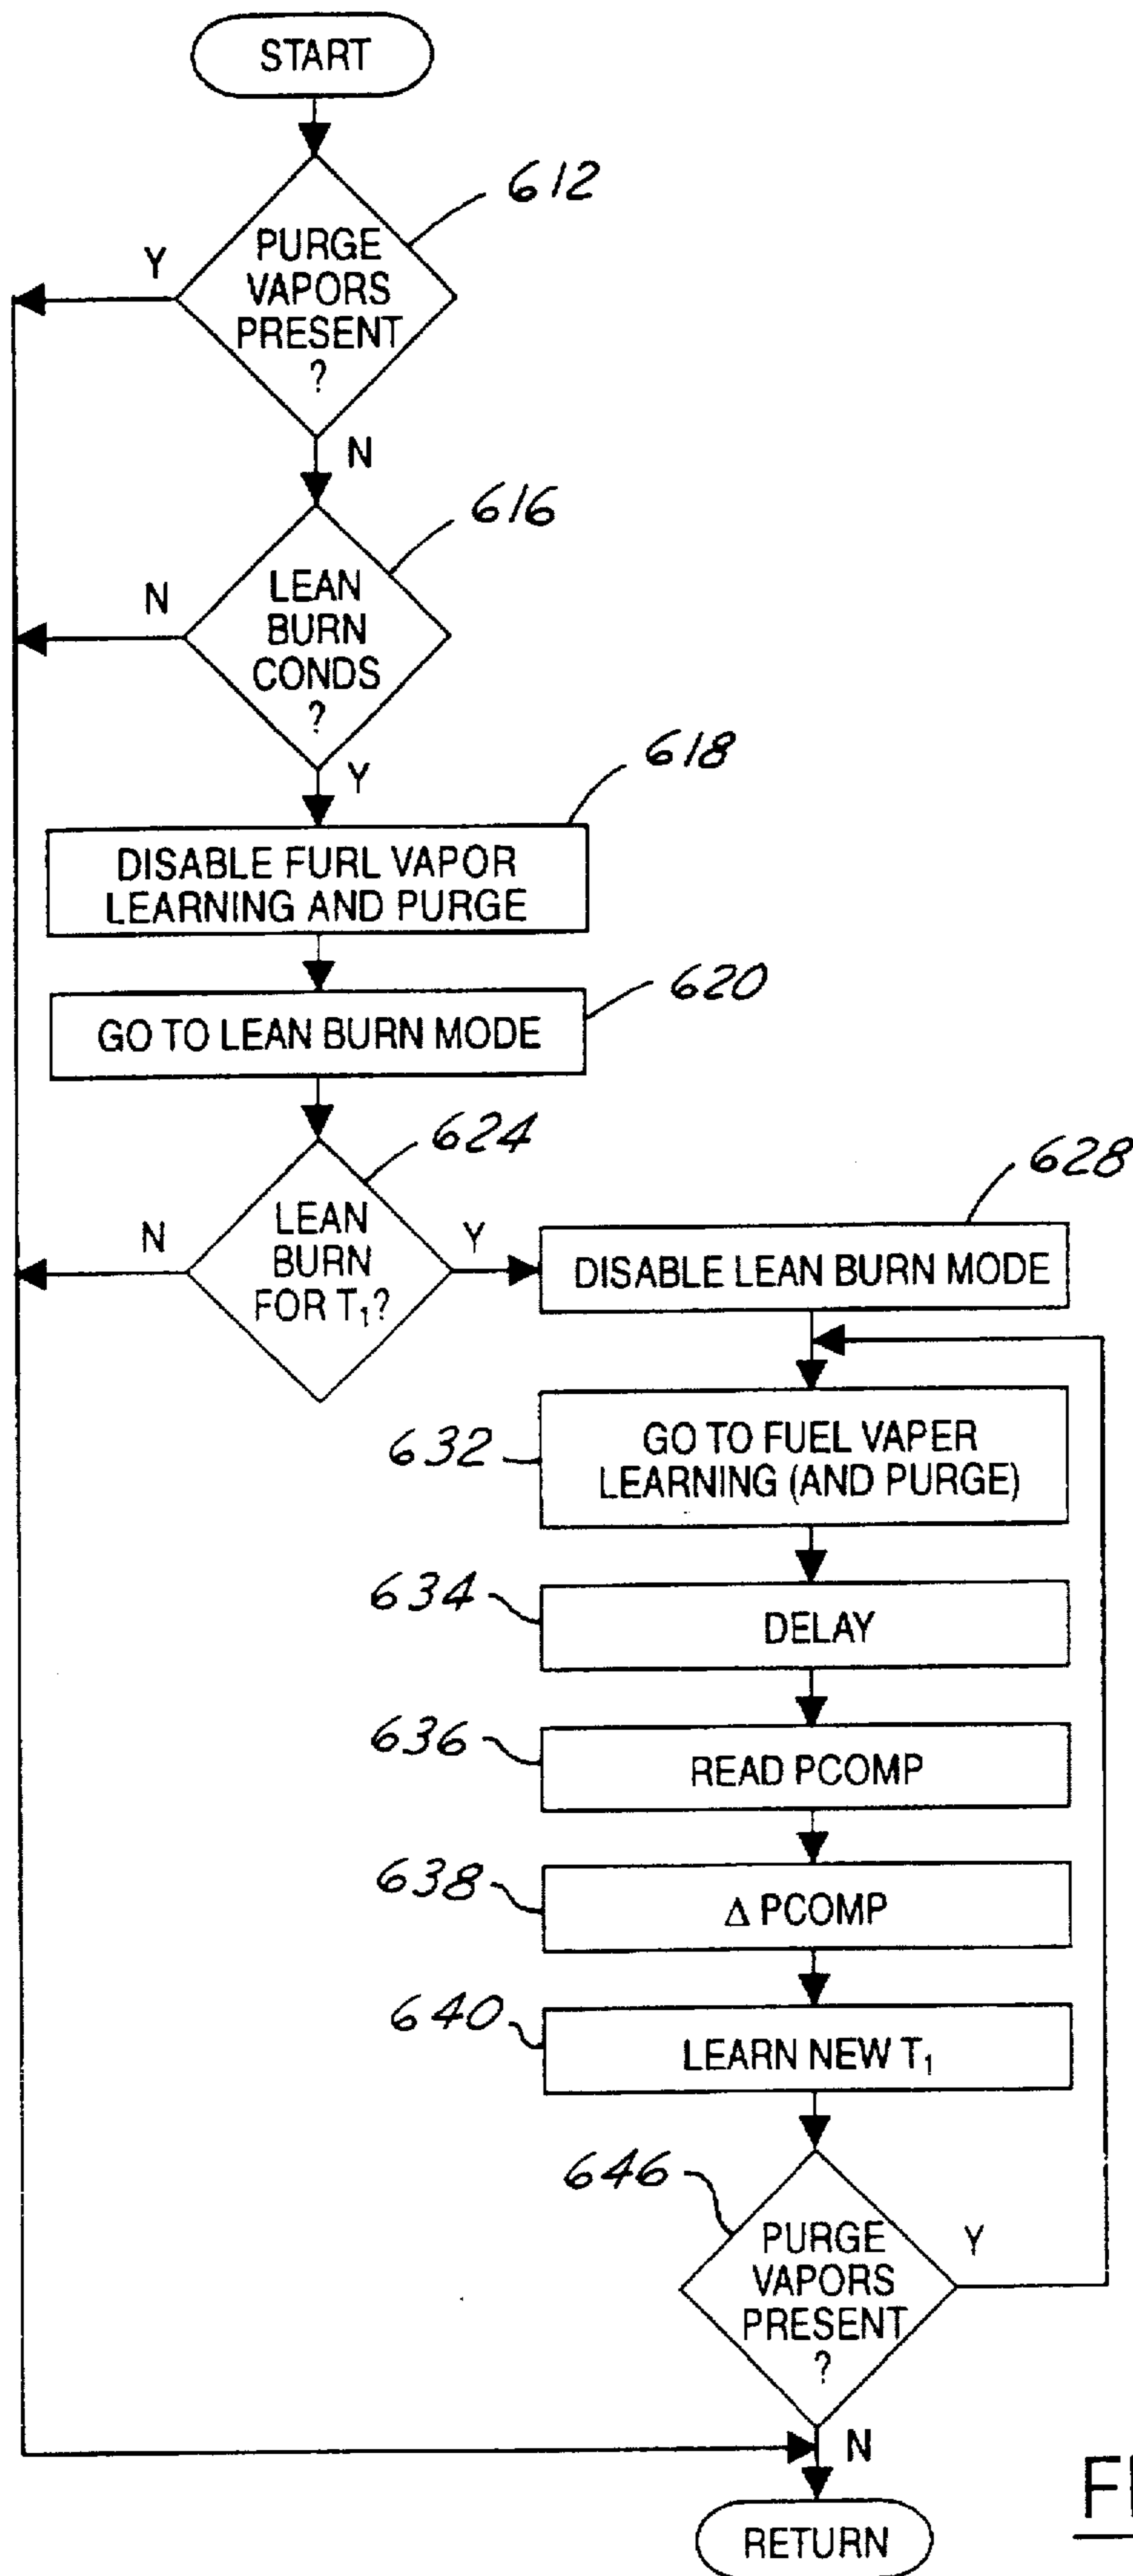 START
612
PURGE
VAPORS
PRESENT
?
Y
N
616
LEAN
BURN
CONDS
?
N
Y
618
DISABLE FURL VAPOR
LEARNING AND PURGE
620
GO TO LEAN BURN MODE
624
LEAN
BURN
FOR T₁?
N
Y
628
DISABLE LEAN BURN MODE
632
GO TO FUEL VAPER
LEARNING (AND PURGE)
634
DELAY
636
READ PCOMP
638
Δ PCOMP
640
LEARN NEW T₁
646
PURGE
VAPORS
PRESENT
?
Y
N
RETURN